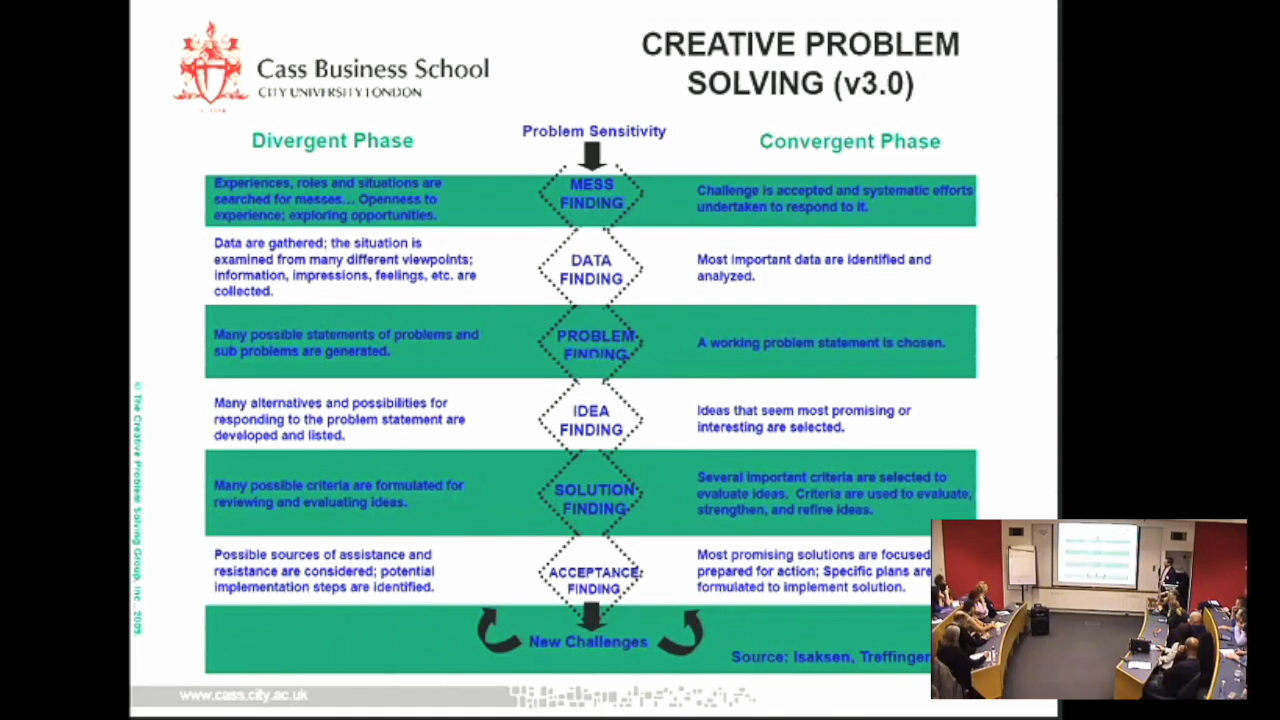 Cass Business School
CITY UNIVERSITY LONDON
CREATIVE PROBLEM
SOLVING (v3.0)
Divergent Phase
Problem Sensitivity
Convergent Phase
Experiences, roles and situations are
searched for messes... Openness to
experience; exploring opportunities.
MESS
FINDING
Challenge is accepted and systematic efforts
undertaken to respond to it.
Data are gathered; the situation is
examined from many different viewpoints;
information, impressions, feelings, etc. are
collected.
DATA
FINDING
Most important data are identified and
analyzed.
Many possible statements of problems and
sub problems are generated.
PROBLEM
FINDING
A working problem statement is chosen.
Many alternatives and possibilities for
responding to the problem statement are
developed and listed.
IDEA
FINDING
Ideas that seem most promising or
interesting are selected.
Many possible criteria are formulated for
reviewing and evaluating ideas.
SOLUTION
FINDING
Several important criteria are selected to
evaluate ideas. Criteria are used to evaluate,
strengthen, and refine ideas.
Possible sources of assistance and
resistance are considered; potential
implementation steps are identified.
ACCEPTANCE
FINDING
Most promising solutions are focused
prepared for action; Specific plans are
formulated to implement solution.
New Challenges
Source: Isaksen, Treffinger
© The Creative Problem Solving Group, Inc., 2009.
www.cass.city.ac.uk